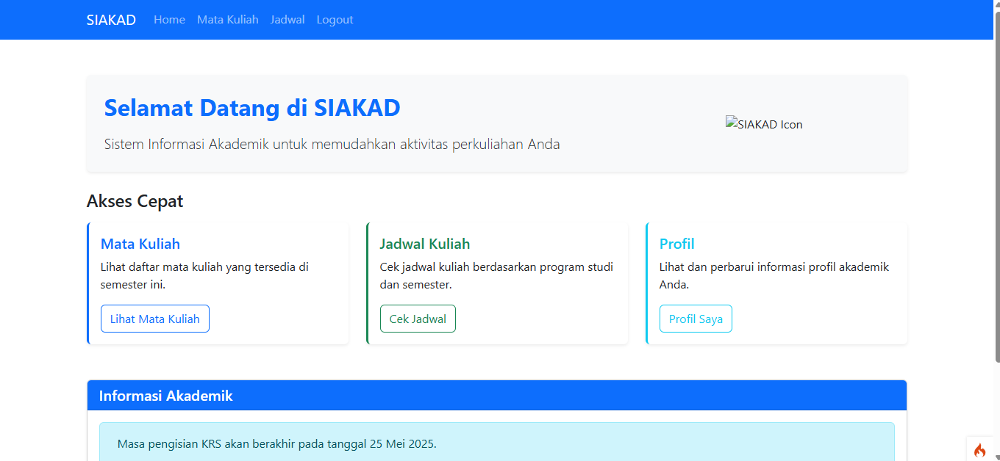 SIAKAD Home Mata Kuliah Jadwal Logout
Selamat Datang di SIAKAD
Sistem Informasi Akademik untuk memudahkan aktivitas perkuliahan Anda
SIAKAD Icon
Akses Cepat
Mata Kuliah
Lihat daftar mata kuliah yang tersedia di
semester ini.
Lihat Mata Kuliah
Jadwal Kuliah
Cek jadwal kuliah berdasarkan program studi
dan semester.
Cek Jadwal
Profil
Lihat dan perbarui informasi profil akademik
Anda.
Profil Saya
Informasi Akademik
Masa pengisian KRS akan berakhir pada tanggal 25 Mei 2025.